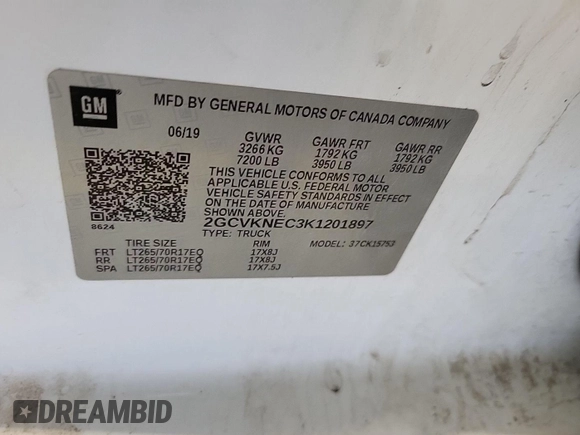 GM
MFD BY GENERAL MOTORS OF CANADA COMPANY
06/19 GVWR GAWR FRT GAWR RR
3266 KG 1792 KG 1792 KG
7200 LB 3950 LB 3950 LB
THIS VEHICLE CONFORMS TO ALL
APPLICABLE U.S. FEDERAL MOTOR
VEHICLE SAFETY STANDARDS IN EFFECT
ON THE DATE OF MANUFACTURE
SHOWN ABOVE.
8624 2GCVKNEC3K1201897
TYPE: TRUCK MODEL: 37CK15753
TIRE SIZE RIM
FRT LT265/70R17EQ 17X8J
RR LT265/70R17EQ 17X8J
SPA LT265/70R17EQ 17X7.5J
DREAMBID